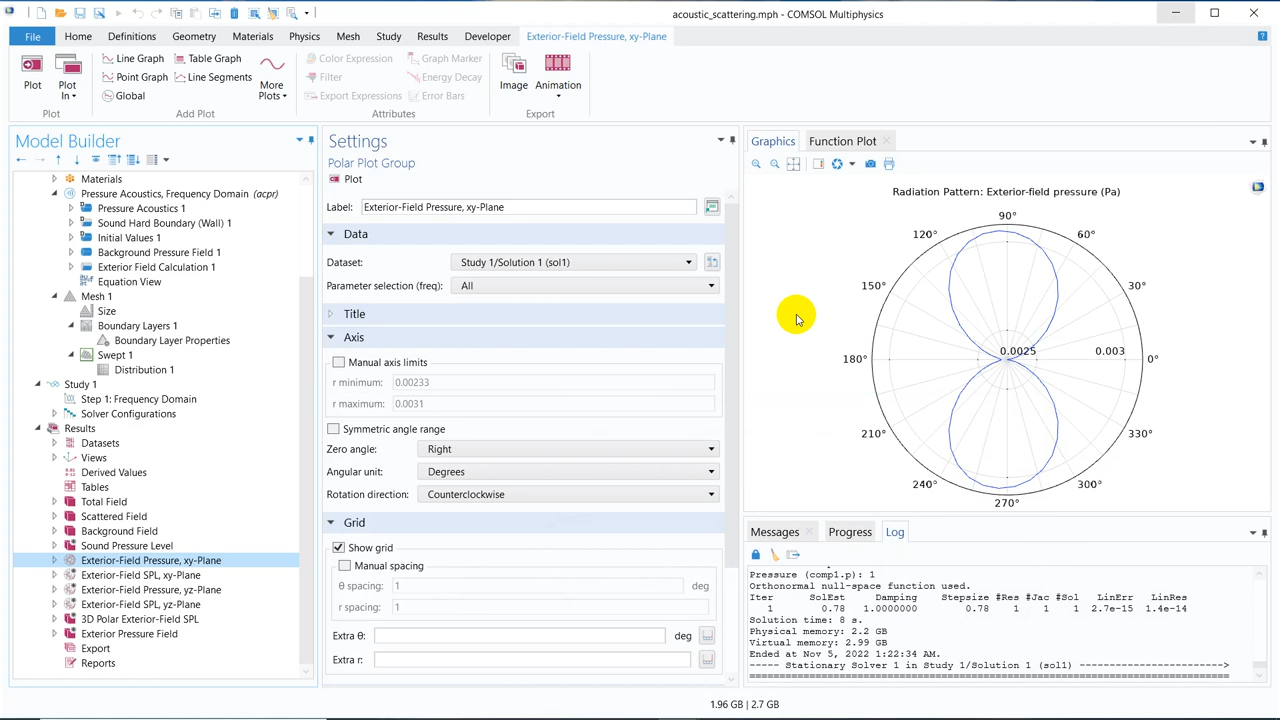 acoustic_scattering.mph - COMSOL Multiphysics
File Home Definitions Geometry Materials Physics Mesh Study Results Developer Exterior-Field Pressure, xy-Plane
Plot
Plot In
Line Graph
Point Graph
Global
Table Graph
Line Segments
More Plots
Color Expression
Filter
Export Expressions
Graph Marker
Energy Decay
Error Bars
Image
Animation
Plot Add Plot Attributes Export
Model Builder
Materials
Pressure Acoustics, Frequency Domain (acpr)
Pressure Acoustics 1
Sound Hard Boundary (Wall) 1
Initial Values 1
Background Pressure Field 1
Exterior Field Calculation 1
Equation View
Mesh 1
Size
Boundary Layers 1
Boundary Layer Properties
Swept 1
Distribution 1
Study 1
Step 1: Frequency Domain
Solver Configurations
Results
Datasets
Views
Derived Values
Tables
Total Field
Scattered Field
Background Field
Sound Pressure Level
Exterior-Field Pressure, xy-Plane
Exterior-Field SPL, xy-Plane
Exterior-Field Pressure, yz-Plane
Exterior-Field SPL, yz-Plane
3D Polar Exterior-Field SPL
Exterior Pressure Field
Export
Reports
Settings
Polar Plot Group
Plot
Label: Exterior-Field Pressure, xy-Plane
Data
Dataset: Study 1/Solution 1 (sol1)
Parameter selection (freq): All
Title
Axis
Manual axis limits
r minimum: 0.00233
r maximum: 0.0031
Symmetric angle range
Zero angle: Right
Angular unit: Degrees
Rotation direction: Counterclockwise
Grid
Show grid
Manual spacing
θ spacing: 1 deg
r spacing: 1
Extra θ: deg
Extra r:
Graphics Function Plot
Radiation Pattern: Exterior-field pressure (Pa)
90°
120° 60°
150° 30°
180° 0.0025 0.003 0°
210° 330°
240° 300°
270°
Messages Progress Log
Pressure (comp1.p): 1
Orthonormal null-space function used.
Iter SolEst Damping Stepsize #Res #Jac #Sol LinErr LinRes
1 0.78 1.0000000 0.78 1 1 1 2.7e-15 1.4e-14
Solution time: 8 s.
Physical memory: 2.2 GB
Virtual memory: 2.99 GB
Ended at Nov 5, 2022 1:22:34 AM.
----- Stationary Solver 1 in Study 1/Solution 1 (sol1) ------------------------->
1.96 GB | 2.7 GB